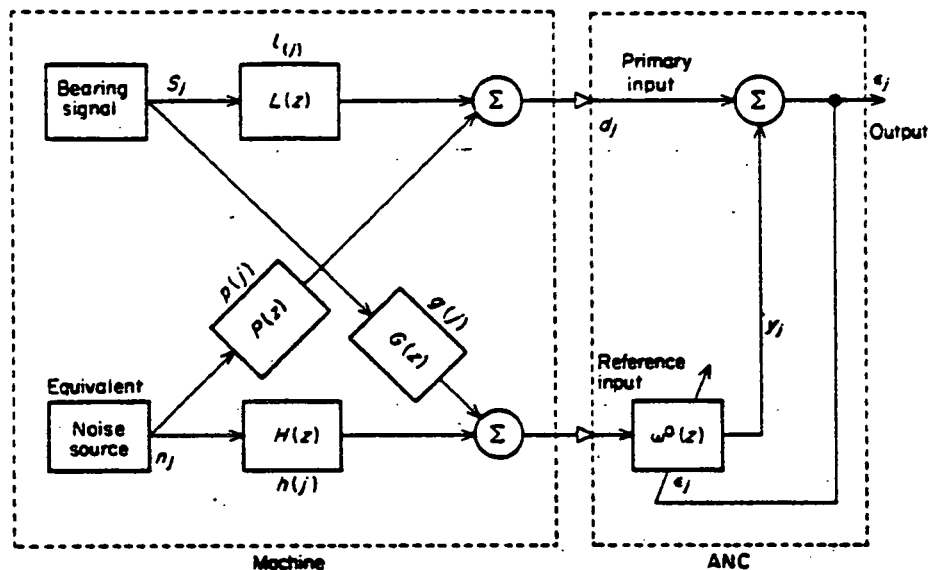 l(j)
Bearing
signal
S_j
L(z)
Σ
Primary
input
d_j
Σ
ϵ_j
Output
p(j)
P(z)
g(j)
G(z)
y_j
Equivalent
Noise
source
n_j
H(z)
h(j)
Σ
Reference
input
ω^o(z)
ϵ_j
Machine
ANC